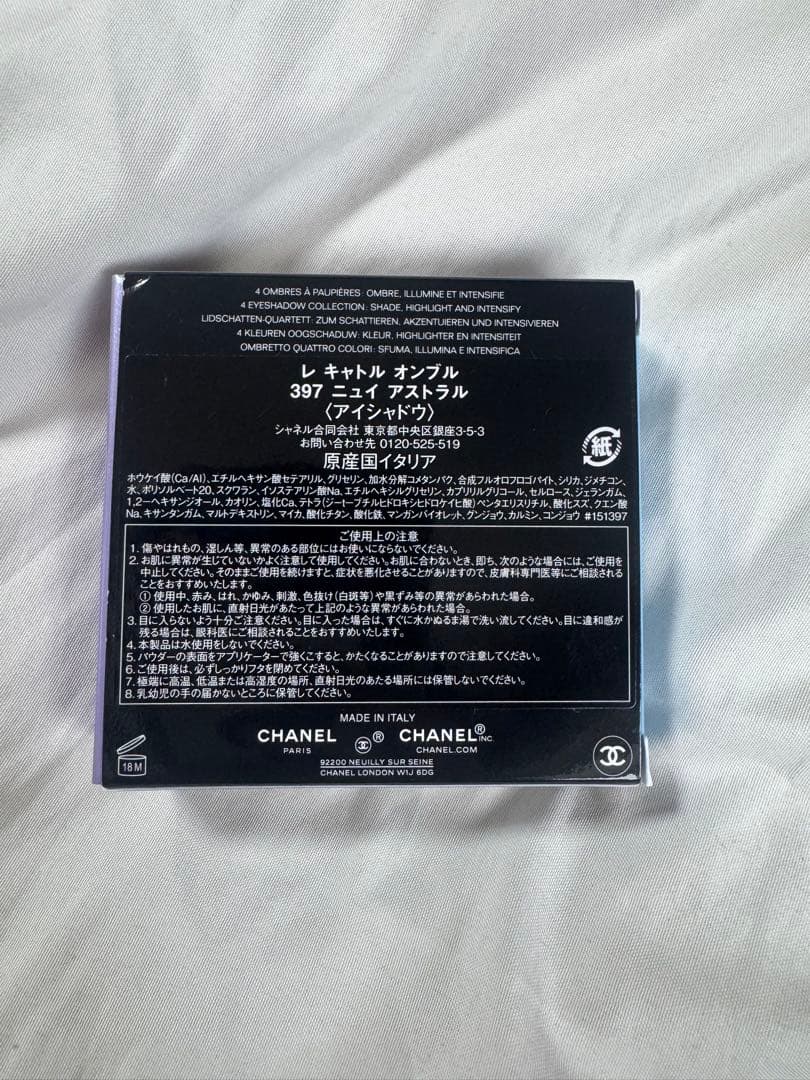 4 OMBRES À PAUPIÈRES : OMBRE, ILLUMINE ET INTENSIFIE
4 EYESHADOW COLLECTION : SHADE, HIGHLIGHT AND INTENSIFY
LIDSCHATTEN-QUARTETT : ZUM SCHATTIEREN, AKZENTUIEREN UND INTENSIVIEREN
4 KLEUREN OOGSCHADUW : KLEUR, HIGHLIGHTER EN INTENSITEIT
OMBRETTO QUATTRO COLORI : SFUMA, ILLUMINA E INTENSIFICA
レ キャトル オンブル
397 ニュイ アストラル
〈アイシャドウ〉
シャネル合同会社 東京都中央区銀座3-5-3
お問い合わせ先 0120-525-519
原産国イタリア
紙
ホウケイ酸(Ca/Al)、エチルヘキサン酸セテアリル、グリセリン、加水分解コメタンパク、合成フルオロフロゴパイト、シリカ、ジメチコン、
水、ポリソルベート20、スクワラン、イソステアリン酸Na、エチルヘキシルグリセリン、カプリリルグリコール、セルロース、ジェランガム、
1,2-ヘキサンジオール、カオリン、塩化Ca、テトラ(ジ-t-ブチルヒドロキシヒドロケイヒ酸)ペンタエリスリチル、酸化スズ、クエン酸
Na、キサンタンガム、マルトデキストリン、マイカ、酸化チタン、酸化鉄、マンガンバイオレット、グンジョウ、カルミン、コンジョウ #151397
ご使用上の注意
1. 傷やはれもの、湿しん等、異常のある部位にはお使いにならないでください。
2. お肌に異常が生じていないかよく注意して使用してください。お肌に合わないとき、即ち、次のような場合には、ご使用を
中止してください。そのままご使用を続けますと、症状を悪化させることがありますので、皮膚科専門医等にご相談される
ことをおすすめいたします。
① 使用中、赤み、はれ、かゆみ、刺激、色抜け(白斑等)や黒ずみ等の異常があらわれた場合。
② 使用したお肌に、直射日光があたって上記のような異常があらわれた場合。
3. 目に入らないよう十分ご注意ください。目に入った場合は、すぐに水かぬるま湯で洗い流してください。目に違和感が
残る場合は、眼科医にご相談されることをおすすめいたします。
4. 本製品は水使用をしないでください。
5. パウダーの表面をアプリケーターで強くこすると、かたくなることがありますので注意してください。
6. ご使用後は、必ずしっかりフタを閉めてください。
7. 極端に高温、低温または高湿度の場所、直射日光のあたる場所には保管しないでください。
8. 乳幼児の手の届かないところに保管してください。
MADE IN ITALY
CHANEL ® CHANEL® INC.
PARIS CHANEL.COM
92200 NEUILLY SUR SEINE
CHANEL LONDON W1J 6DG
18 M